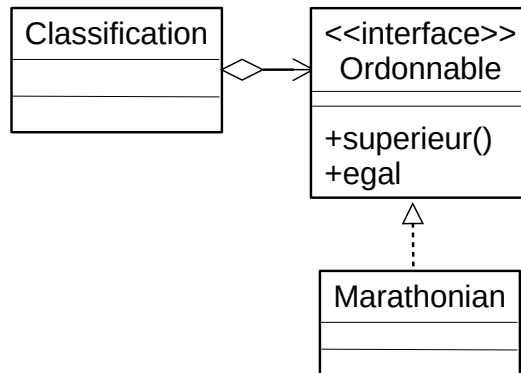 Classification
<<interface>>
Ordonnable
+superieur()
+egal
Marathonian